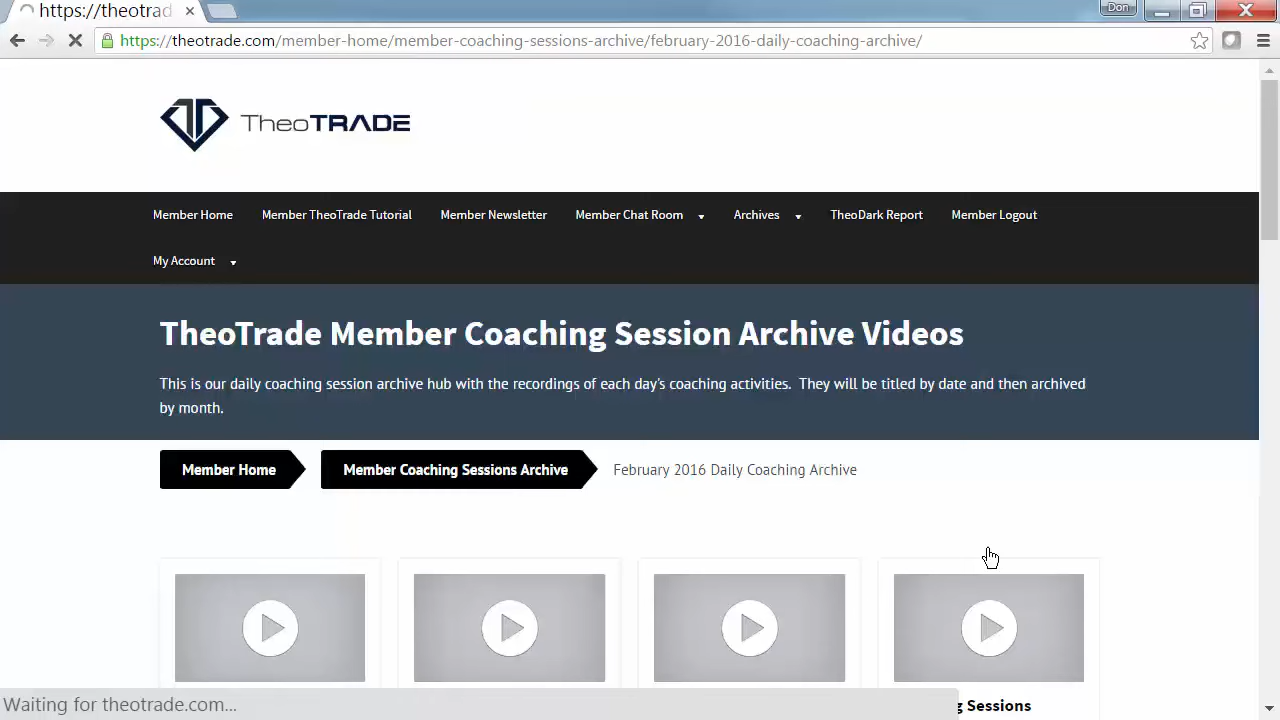 https://theotrad
Don
https://theotrade.com/member-home/member-coaching-sessions-archive/february-2016-daily-coaching-archive/
TheoTRADE
Member Home Member TheoTrade Tutorial Member Newsletter Member Chat Room Archives TheoDark Report Member Logout
My Account
TheoTrade Member Coaching Session Archive Videos
This is our daily coaching session archive hub with the recordings of each day's coaching activities. They will be titled by date and then archived
by month.
Member Home Member Coaching Sessions Archive February 2016 Daily Coaching Archive
Waiting for theotrade.com...
g Sessions